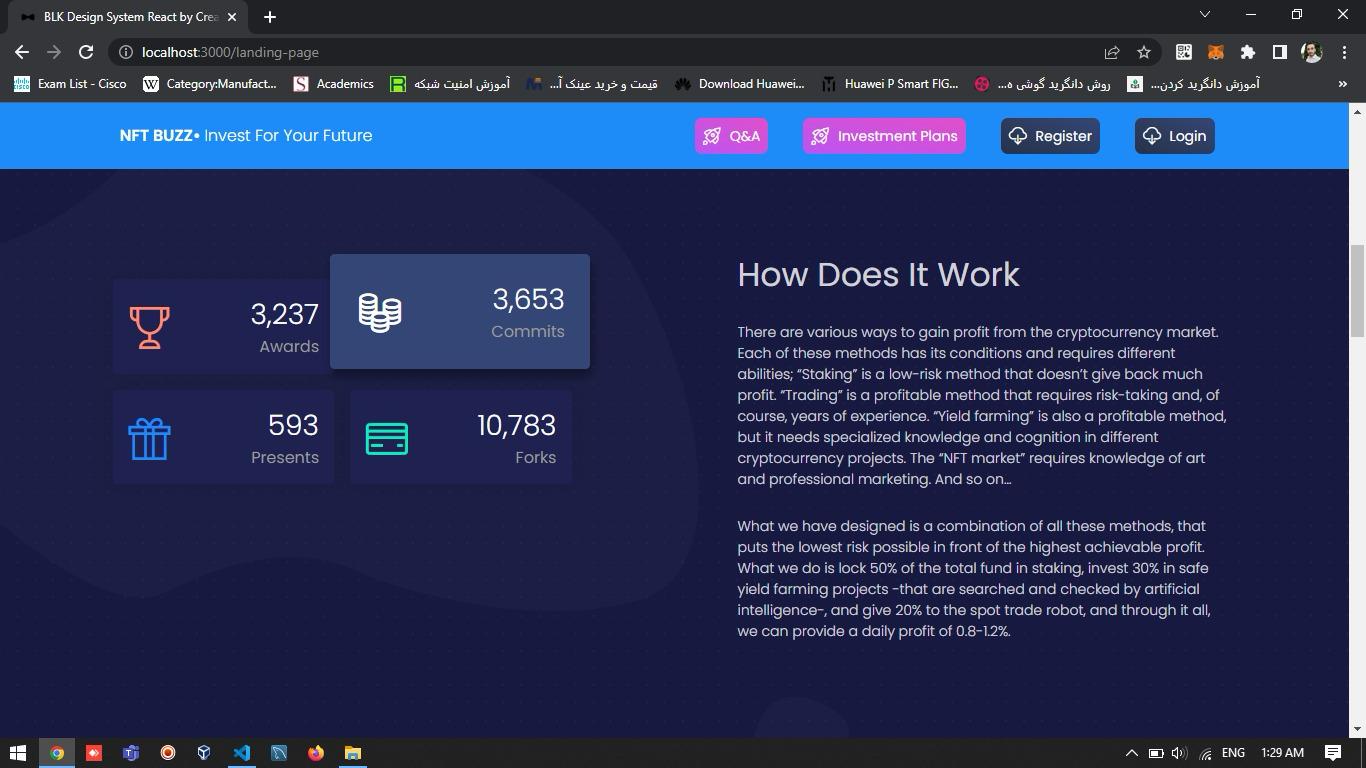 BLK Design System React by Crea
localhost:3000/landing-page
Exam List - Cisco
Category:Manufact...
Academics
آموزش امنیت شبکه
قیمت و خرید عینک آ...
Download Huawei...
Huawei P Smart FIG...
روش دانگرید گوشی ه...
آموزش دانگرید کردن...
»
NFT BUZZ• Invest For Your Future
Q&A
Investment Plans
Register
Login
3,237
Awards
3,653
Commits
593
Presents
10,783
Forks
How Does It Work
There are various ways to gain profit from the cryptocurrency market.
Each of these methods has its conditions and requires different
abilities; “Staking” is a low-risk method that doesn’t give back much
profit. “Trading” is a profitable method that requires risk-taking and, of
course, years of experience. “Yield farming” is also a profitable method,
but it needs specialized knowledge and cognition in different
cryptocurrency projects. The “NFT market” requires knowledge of art
and professional marketing. And so on…
What we have designed is a combination of all these methods, that
puts the lowest risk possible in front of the highest achievable profit.
What we do is lock 50% of the total fund in staking, invest 30% in safe
yield farming projects -that are searched and checked by artificial
intelligence-, and give 20% to the spot trade robot, and through it all,
we can provide a daily profit of 0.8-1.2%.
ENG
1:29 AM